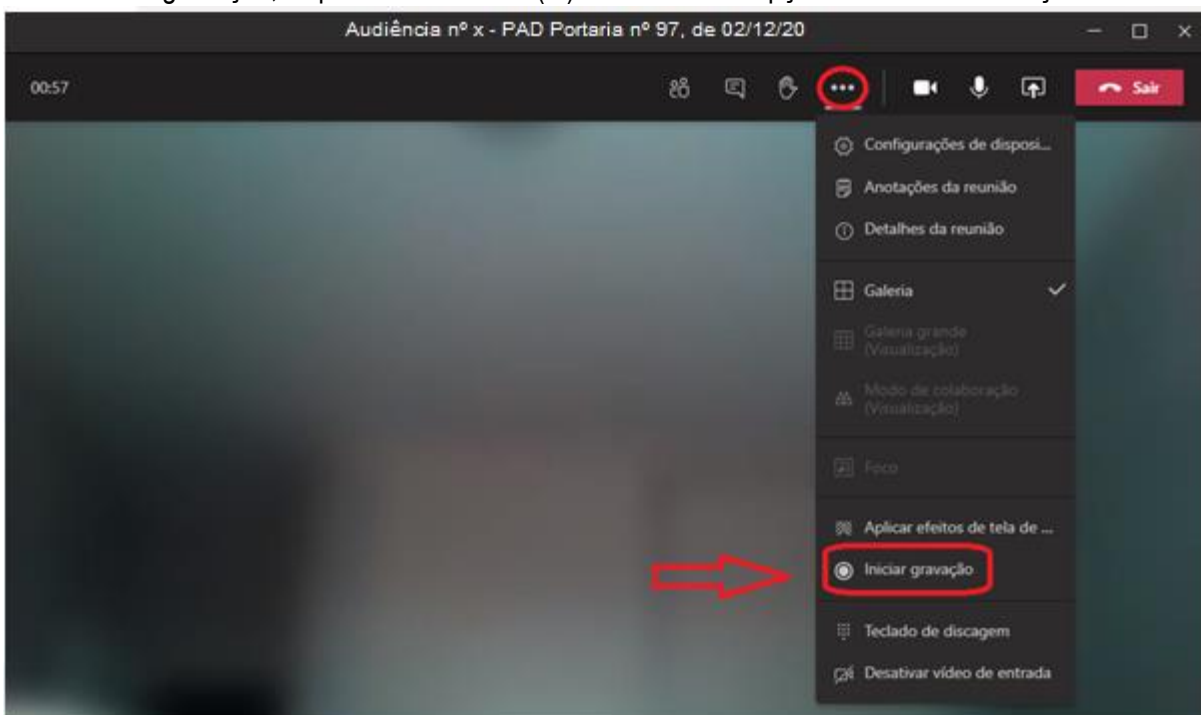 Audiência nº x - PAD Portaria nº 97, de 02/12/20
00:57
Sair
Configurações de disposi...
Anotações da reunião
Detalhes da reunião
Galeria
Galeria grande
(Visualização)
Modo de colaboração
(Visualização)
Foco
Aplicar efeitos de tela de ...
Iniciar gravação
Teclado de discagem
Desativar vídeo de entrada